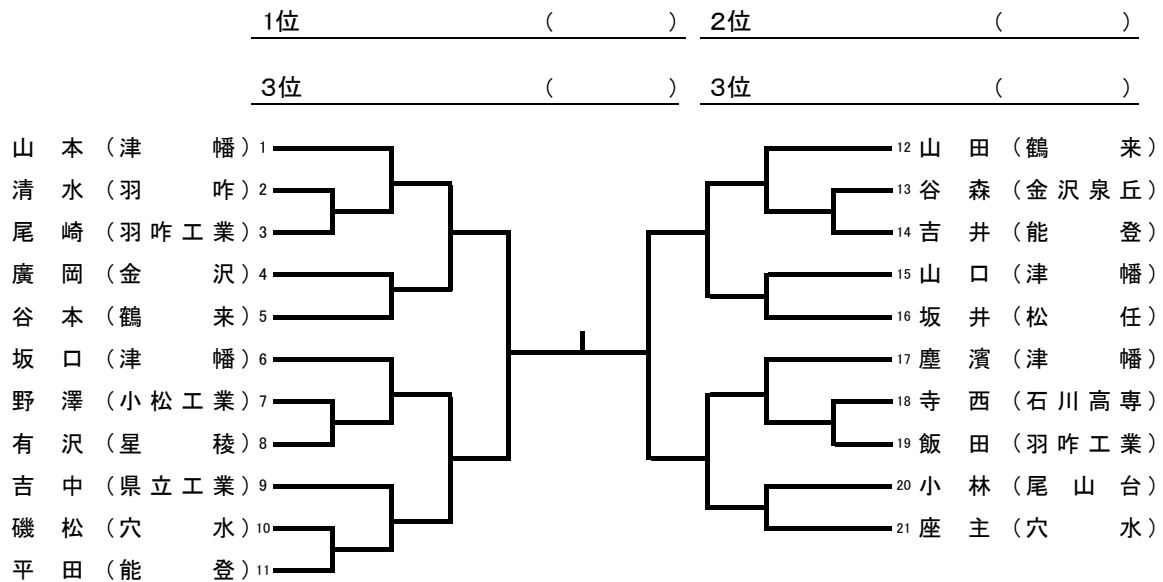 1位 ( ) 2位 ( )
3位 ( ) 3位 ( )
山 本 (津 幡) 1
清 水 (羽 咋) 2
尾 崎 (羽咋工業) 3
廣 岡 (金 沢) 4
谷 本 (鶴 来) 5
坂 口 (津 幡) 6
野 澤 (小松工業) 7
有 沢 (星 稜) 8
吉 中 (県立工業) 9
磯 松 (穴 水) 10
平 田 (能 登) 11
12 山 田 (鶴 来)
13 谷 森 (金沢泉丘)
14 吉 井 (能 登)
15 山 口 (津 幡)
16 坂 井 (松 任)
17 塵 濱 (津 幡)
18 寺 西 (石川高専)
19 飯 田 (羽咋工業)
20 小 林 (尾 山 台)
21 座 主 (穴 水)